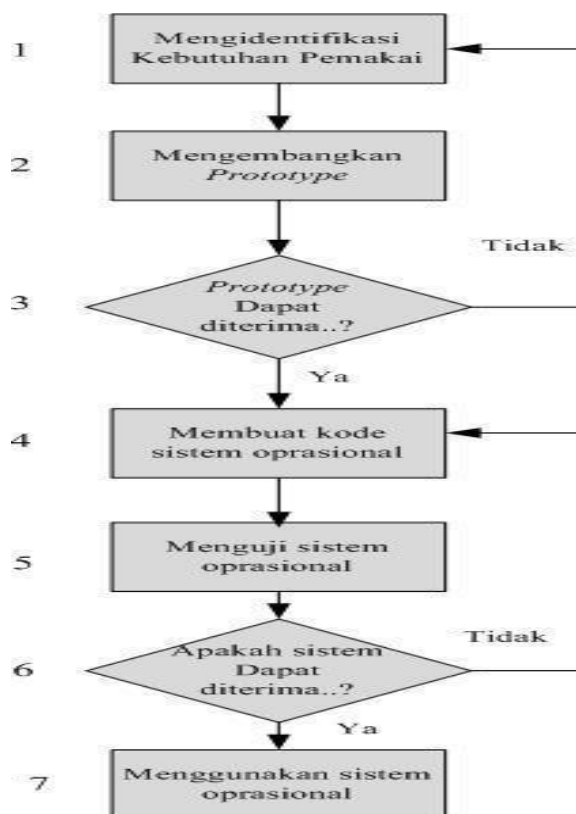 1
Mengidentifikasi
Kebutuhan Pemakai
2
Mengembangkan
Prototype
Tidak
3
Prototype
Dapat
diterima..?
Ya
4
Membuat kode
sistem oprasional
5
Menguji sistem
oprasional
Tidak
6
Apakah sistem
Dapat
diterima..?
Ya
7
Menggunakan sistem
oprasional